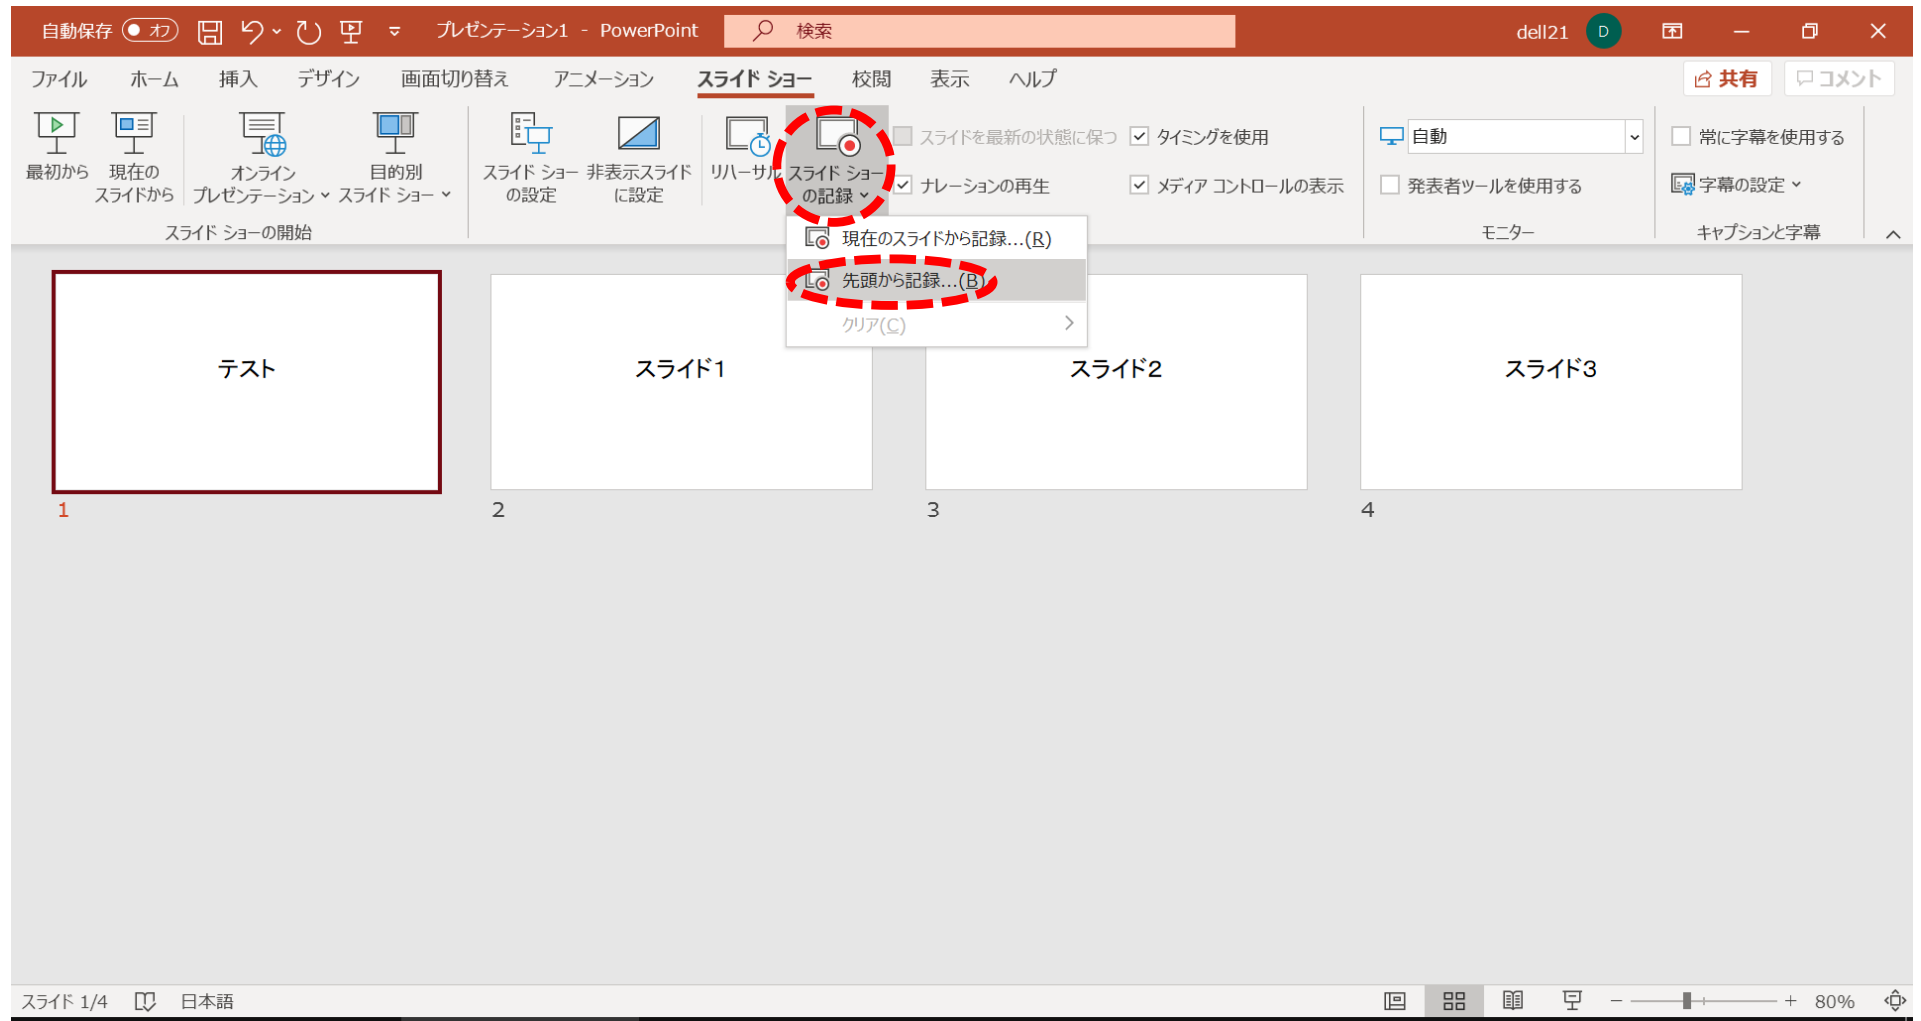 自動保存 オフ プレゼンテーション1 - PowerPoint 検索 dell21 D
ファイル ホーム 挿入 デザイン 画面切り替え アニメーション スライド ショー 校閲 表示 ヘルプ 共有 コメント
最初から
現在の
スライドから
オンライン
プレゼンテーション
目的別
スライド ショー
スライド ショー
の設定
非表示スライド
に設定
リハーサル
スライド ショー
の記録
スライドを最新の状態に保つ
ナレーションの再生
タイミングを使用
メディア コントロールの表示
自動
発表者ツールを使用する
常に字幕を使用する
字幕の設定
スライド ショーの開始
モニター
キャプションと字幕
現在のスライドから記録...(R)
先頭から記録...(B)
クリア(C)
テスト
1
スライド1
2
スライド2
3
スライド3
4
スライド 1/4 日本語 80%